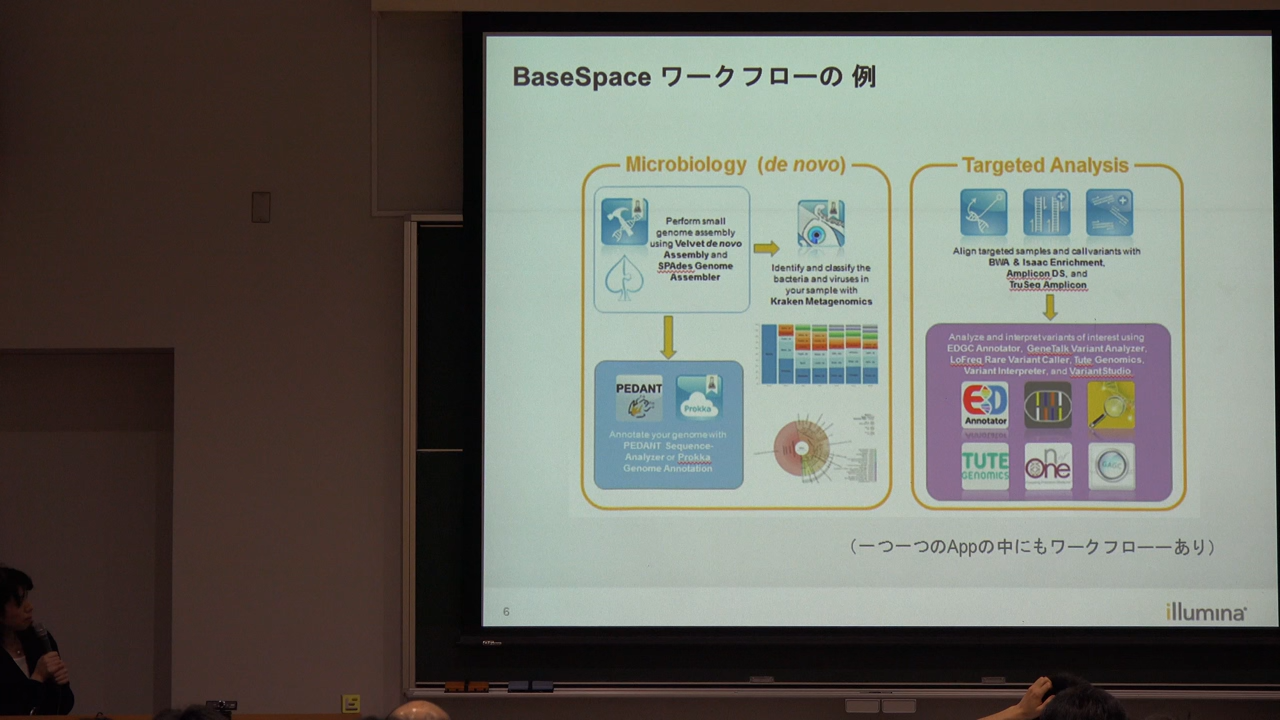 BaseSpace ワークフローの 例
Microbiology (de novo)
Perform small
genome assembly
using Velvet de novo
Assembly and
SPAdes Genome
Assembler
Identify and classify the
bacteria and viruses in
your sample with
Kraken Metagenomics
PEDANT
Prokka
Annotate your genome with
PEDANT Sequence-
Analyzer or Prokka
Genome Annotation
Targeted Analysis
Align targeted samples and call variants with
BWA & Isaac Enrichment,
Amplicon DS, and
TruSeq Amplicon
Analyze and interpret variants of interest using
EDGC Annotator, GeneTalk Variant Analyzer,
LoFreq Rare Variant Caller, Tute Genomics,
Variant Interpreter, and VariantStudio
Annotator
TUTE
GENOMICS
nof
One
（一つ一つのAppの中にもワークフローーあり）
6
illumina